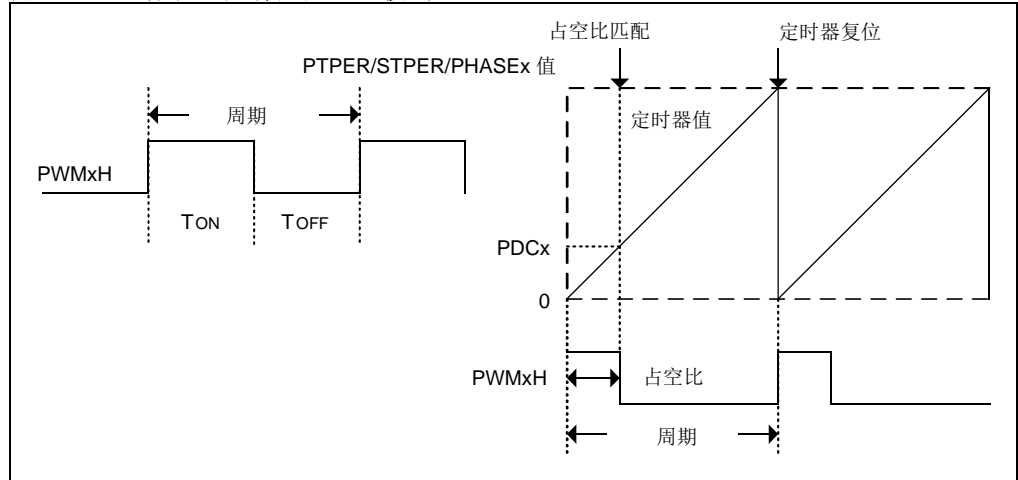 占空比匹配
定时器复位
PTPER/STPER/PHASEx 值
周期
定时器值
PWMxH
TON
TOFF
PDCx
0
PWMxH
占空比
周期